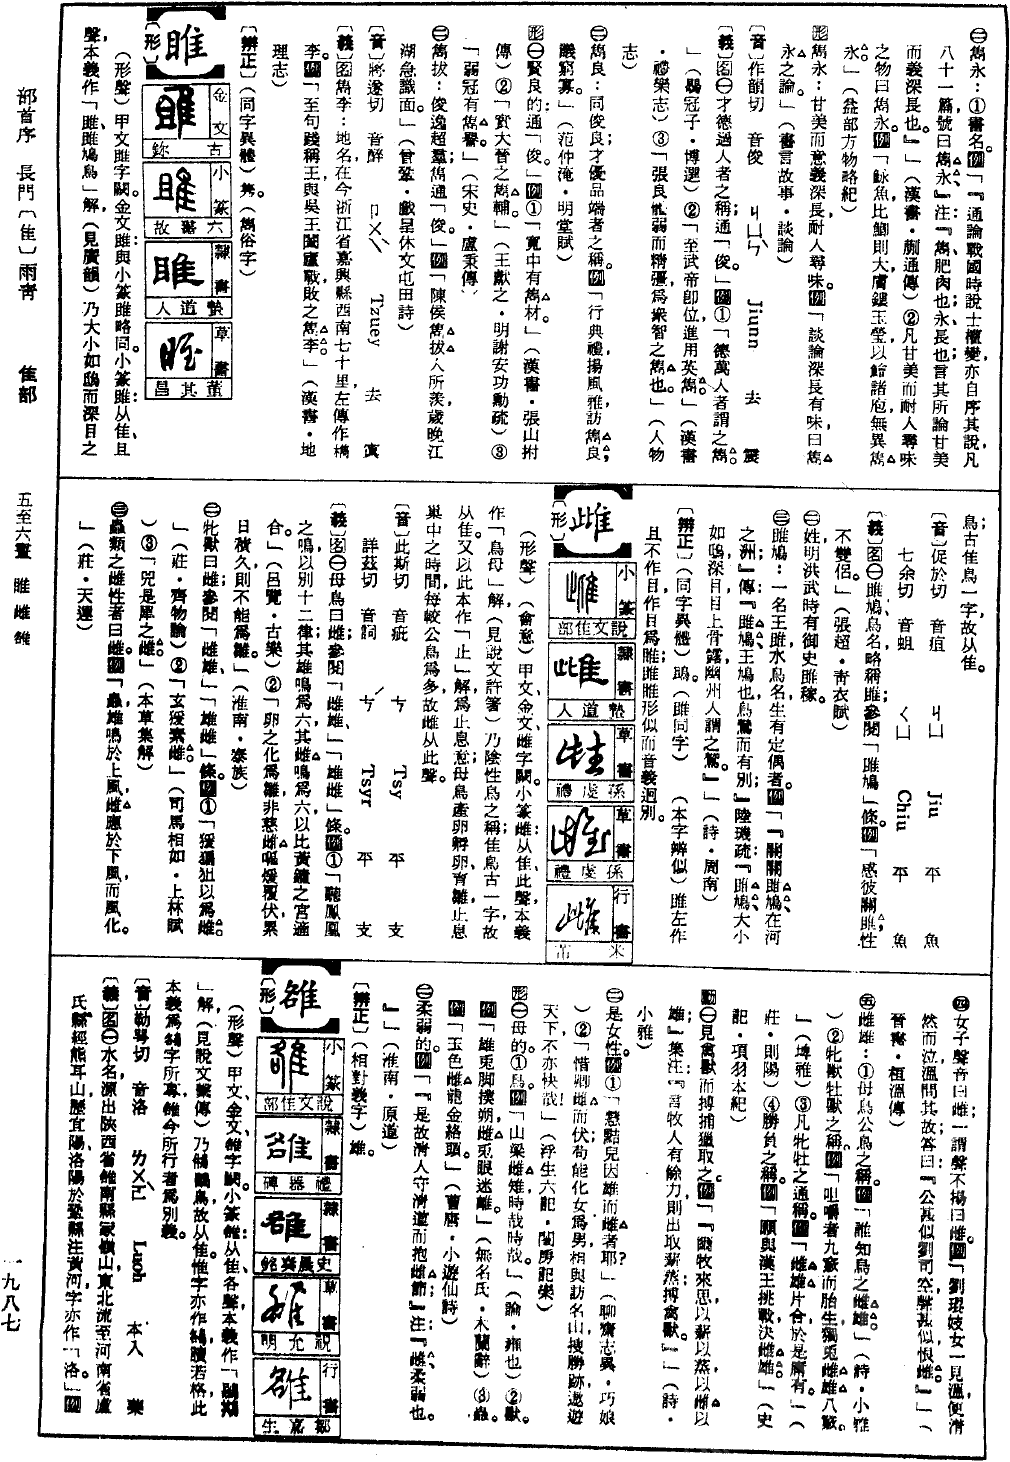 ㊁雋永：①書名。例「『通論戰國時說士權變亦自序其說凡
八十一篇號曰雋永』注『雋肥肉也永長也言其所論甘美
而義深長也。』」（漢書・蒯通傳）②凡甘美而耐人尋味
之物曰雋永。例「鯎魚比鯽則大膚鏤玉瑩以鱠諸庖無異雋
永。」（益部方物略記）
雋永：甘美而意義深長耐人尋味。例「談論深長有味曰雋
永之論。」（書言故事・談論）
〔音〕作韻切　音俊　ㄐㄩㄣˋ　Jiunn　去　震
〔義〕名㊀才德過人者之稱；通「俊。」例①「德萬人者謂之雋。
」（鶡冠子・博選）②「至武帝卽位，進用英雋。」（漢書
・禮樂志）③「張良體弱而精彊爲衆智之雋也。」（人物
志）
㊁雋良：同俊良；才優品端者之稱。例「行典禮揚風雅訪雋良，
賑窮寡。」（范仲淹・明堂賦）
形㊀賢良的；通「俊。」例①「寬中有雋材。」（漢書・張山拊
傳）②「實大晉之雋輔。」（王獻之・明謝安功勳疏）③
「弱冠有雋譽。」（宋史・盧秉傳）
㊁雋拔：俊逸超羣；雋通「俊。」例「陳侯雋拔人所羨歲晚江
湖急識面。」（曾鞏・戲呈休文屯田詩）
〔音〕將遂切　音醉　ㄗㄨㄟˋ　Tzuey　去　寘
〔義〕名雋李：地名在今浙江省嘉興縣西南七十里，左傳作檇
李。例「至句踐稱王與吳王闔廬戰敗之雋李。」（漢書・地
理志）
〔辨正〕（同字異體）隽。（雋俗字）
睢
〔形〕
金文　古鉨
小篆　六書故
隸書　贄道人
草書　董其昌
（形聲）甲文雎字闕。金文雎與小篆雎略同。小篆雎从隹且
聲，本義作「雎，雎鳩鳥」解（見廣韻）乃大小如鴟而深目之
鳥；古隹鳥一字，故从隹。
〔音〕促於切　音疽　ㄐㄩ　Jiu　平　魚
七余切　音蛆　ㄑㄩ　Chiu　平　魚
〔義〕名㊀雎鳩，鳥名，略稱雎；參閱「雎鳩」條。例「感彼關雎，性
不雙侶。」（張超・靑衣賦）
㊁姓，明洪武時有御史雎稼。
㊂雎鳩：一名王雎，水鳥名，生有定偶者。例「『關關雎鳩，在河
之洲』傳『雎鳩王鳩也，鳥鷙而有別；』陸璣疏『雎鳩大小
如鴟，深目目上骨露，幽州人謂之鷲。』」（詩・周南）
〔辨正〕（同字異體）鴡。（雎同字）　（本字辨似）雎左作
且不作目，作目爲睢；雎睢形似而音義迥別。
雌
〔形〕
小篆　說文隹部
隸書　贄道人
草書　孫虔禮
草書　孫虔禮
行書　米芾
（形聲）（會意）甲文、金文，雌字闕。小篆雌从隹，此聲，本義
作「鳥母」解，（見說文許箸）乃陰性鳥之稱，隹鳥古一字，故
从隹。又以此本作「止」解，爲止息意，母鳥產卵孵卵育雛，止息
巢中之時間每較公鳥爲多，故雌从此聲。
〔音〕此斯切　音疵　ㄘ　Tsy　平　支
詳茲切　音詞　ㄘˊ　Tsyr　平　支
〔義〕名㊀母鳥曰雌；參閱「雌雄」「雄雌」條。例①「聽鳳凰
之鳴以別十二律，其雄鳴爲六，其雌鳴爲六，以比黃鐘之宮適
合。」（呂覽・古樂）②「卵之化爲雛，非慈雌嘔煖覆伏，累
日積久則不能爲雛。」（淮南・泰族）
㊁牝獸曰雌；參閱「雌雄」「雄雌」條。例①「猨猵狙以爲雌。
」（莊・齊物論）②「玄猨素雌。」（司馬相如・上林賦
）③「兕是犀之雌。」（本草集解）
㊂蟲類之雌性者曰雌。例「蟲，雄鳴於上風，雌應於下風而風化。
」（莊・天運）
㊃女子聲音曰雌；一謂聲不揚曰雌。例「劉琨妓女一見溫便潸
然而泣，溫問其故，答曰『公甚似劉司空，聲甚似恨雌。』」（
晉書・桓溫傳）
㊄雌雄：①母鳥公鳥之稱。例「誰知烏之雌雄。」（詩・小雅
）②牝獸牡獸之稱。例「咀嚼者九竅而胎生，獨兎雌雄八竅。
」（埤雅）③凡牝牡之通稱。例「雌雄片合於是庸有。」（
莊・則陽）④勝負之稱。例「願與漢王挑戰決雌雄。」（史
記・項羽本紀）
動㊀見禽獸而搏捕獵取之。例「『爾牧來思，以薪以蒸，以雌以
雄』集注『言牧人有餘力則出取薪蒸搏禽獸。』」（詩・
小雅）
㊁是女性。例①「慧黠兒因雄而雌者耶？」（聊齋志異・巧娘
）②「惜卿雌而伏，苟能化女爲男，相與訪名山，搜勝跡，遨遊
天下，不亦快哉！」（浮生六記・閨房記樂）
形㊀母的：①鳥。例「山梁雌雉時哉時哉。」（論・雍也）②獸。
例「雄兎脚撲朔，雌兎眼迷離。」（無名氏・木蘭辭）③蟲。
例「玉色雌龍金絡頭。」（曹唐・小遊仙詩）
㊁柔弱的。例「『是故淸人守淸道而抱雌節』注『雌，柔弱也。
』」（淮南・原道）
〔辨正〕（相對義字）雄。
雒
〔形〕
小篆　說文隹部
隸書　禮器碑
隸書　史晨奏銘
草書　祝允明
行書　鄒嘉生
（形聲）甲文、金文，雒字闕。小篆雒：从隹各聲，本義作「鵋䳢
」解（見說文繫傳）乃鵂鶹鳥，故从隹。惟字亦作鵅，讀若格，此
本義爲鵅字所專，雒今所行者爲別義。
〔音〕勒咢切　音洛　ㄌㄨㄛˋ　Luoh　本入　藥
〔義〕名㊀水名，源出陝西省雒南縣冢嶺山，東北流至河南省盧
氏縣，經熊耳山，歷宜陽洛陽，於鞏縣注黃河，字亦作「洛。」例
部首序　長門〔隹〕雨靑　隹部
五至六畫　雎雌雒
一九八七